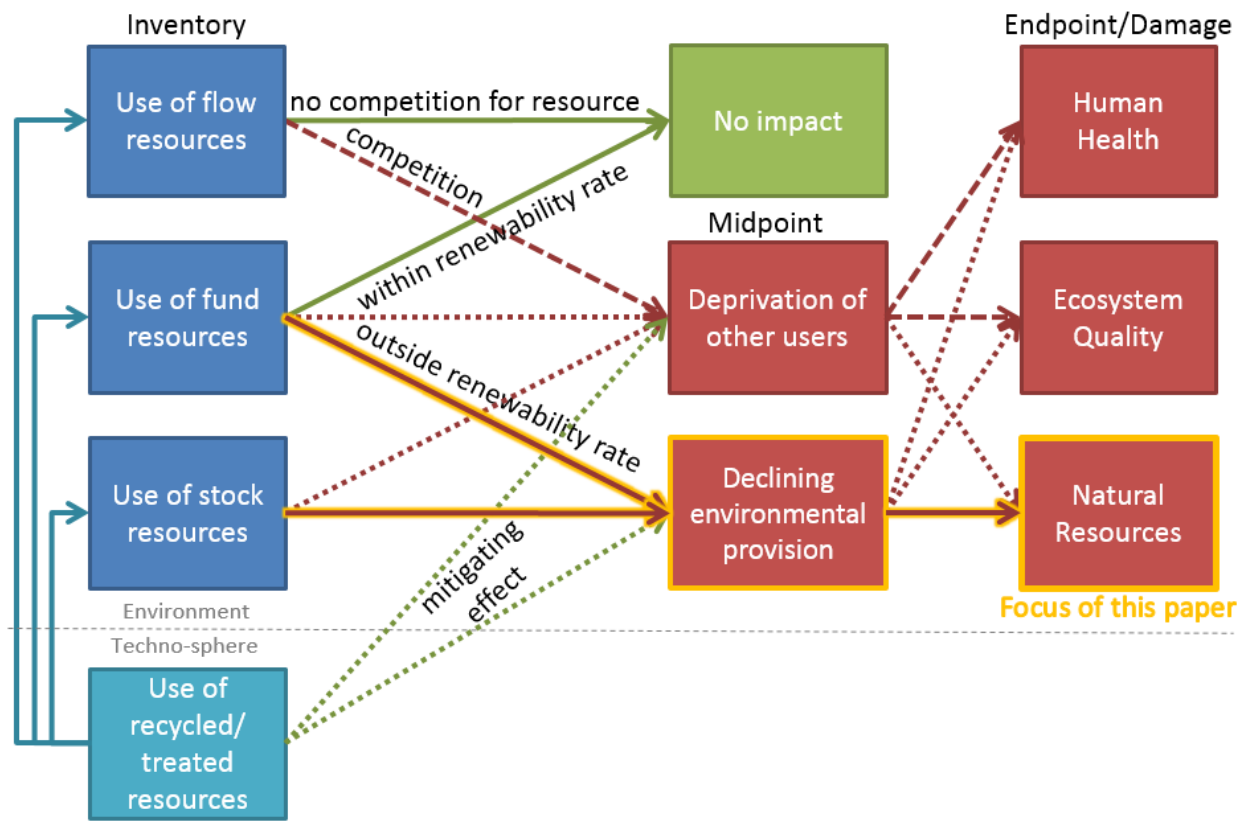 Inventory
Endpoint/Damage
Use of flow
resources
no competition for resource
competition
No impact
Human
Health
Midpoint
within renewability rate
Use of fund
resources
Deprivation of
other users
Ecosystem
Quality
outside renewability rate
Use of stock
resources
Declining
environmental
provision
Natural
Resources
mitigating
effect
Environment
Focus of this paper
Techno-sphere
Use of
recycled/
treated
resources